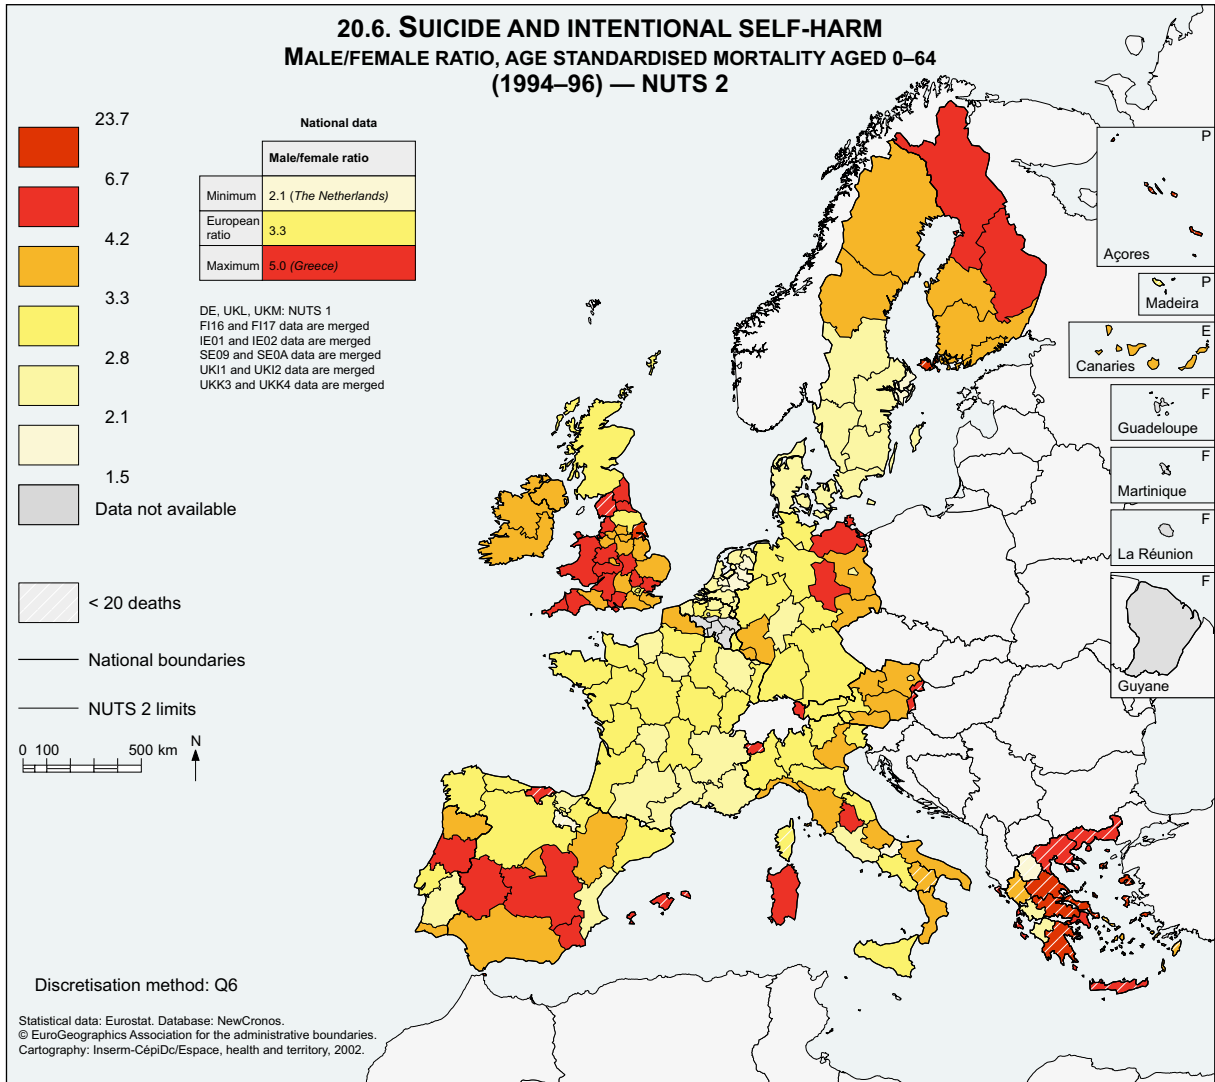 20.6. SUICIDE AND INTENTIONAL SELF-HARM
MALE/FEMALE RATIO, AGE STANDARDISED MORTALITY AGED 0–64
(1994–96) — NUTS 2
23.7
6.7
4.2
3.3
2.8
2.1
1.5
Data not available
< 20 deaths
National boundaries
NUTS 2 limits
0 100 500 km
N
National data
Male/female ratio
Minimum 2.1 (The Netherlands)
European ratio 3.3
Maximum 5.0 (Greece)
DE, UKL, UKM: NUTS 1
FI16 and FI17 data are merged
IE01 and IE02 data are merged
SE09 and SE0A data are merged
UKI1 and UKI2 data are merged
UKK3 and UKK4 data are merged
P
Açores
P
Madeira
E
Canaries
F
Guadeloupe
F
Martinique
F
La Réunion
F
Guyane
Discretisation method: Q6
Statistical data: Eurostat. Database: NewCronos.
© EuroGeographics Association for the administrative boundaries.
Cartography: Inserm-CépiDc/Espace, health and territory, 2002.